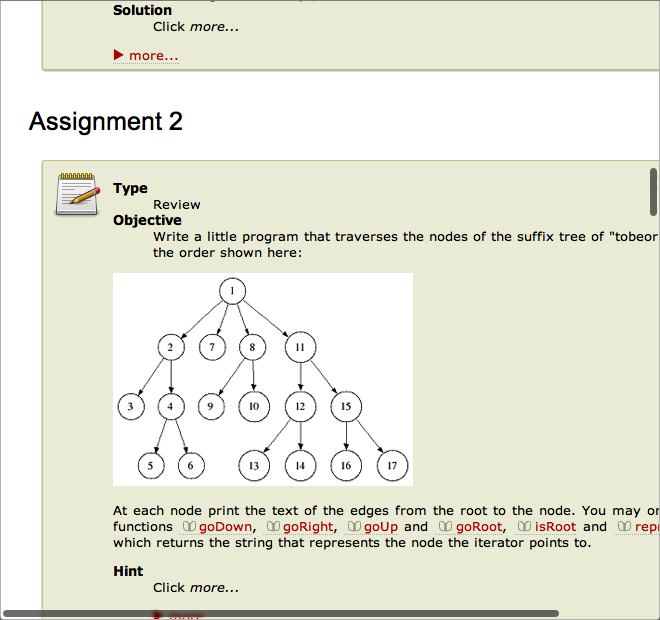 Solution
Click more...
▶ more...
Assignment 2
Type
Review
Objective
Write a little program that traverses the nodes of the suffix tree of "tobeor
the order shown here:
1
2 7 8 11
3 4 9 10 12 15
5 6 13 14 16 17
At each node print the text of the edges from the root to the node. You may or
functions goDown, goRight, goUp and goRoot, isRoot and repr
which returns the string that represents the node the iterator points to.
Hint
Click more...